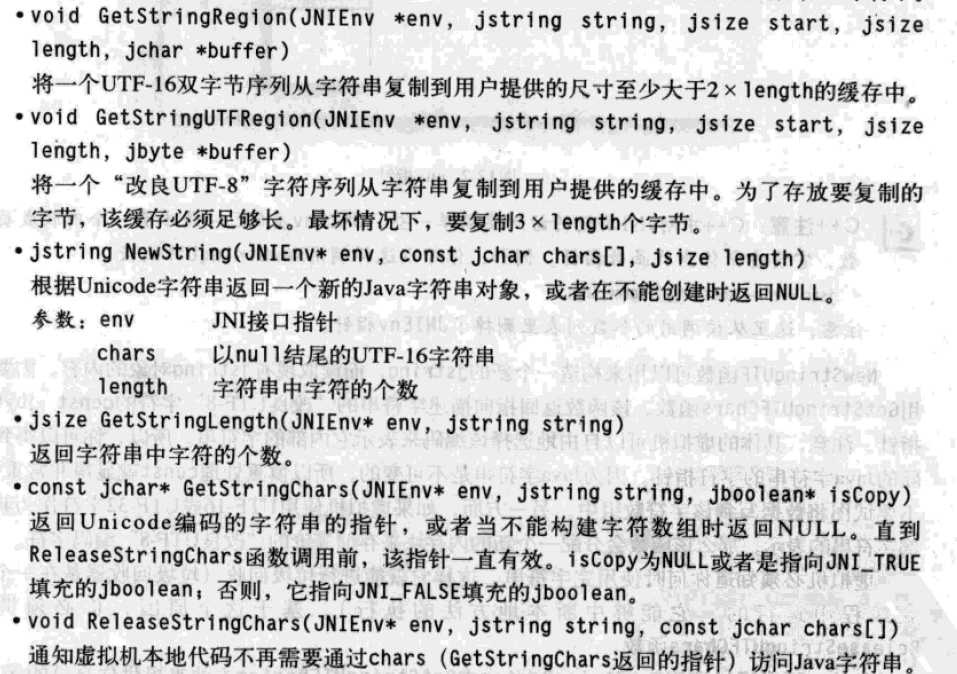 • void GetStringRegion(JNIEnv *env, jstring string, jsize start, jsize
length, jchar *buffer)
将一个UTF-16双字节序列从字符串复制到用户提供的尺寸至少大于2×length的缓存中。
• void GetStringUTFRegion(JNIEnv *env, jstring string, jsize start, jsize
length, jbyte *buffer)
将一个“改良UTF-8”字符序列从字符串复制到用户提供的缓存中。为了存放要复制的
字节，该缓存必须足够长。最坏情况下，要复制3×length个字节。
• jstring NewString(JNIEnv* env, const jchar chars[], jsize length)
根据Unicode字符串返回一个新的Java字符串对象，或者在不能创建时返回NULL。
参数：env JNI接口指针
chars 以null结尾的UTF-16字符串
length 字符串中字符的个数
• jsize GetStringLength(JNIEnv* env, jstring string)
返回字符串中字符的个数。
• const jchar* GetStringChars(JNIEnv* env, jstring string, jboolean* isCopy)
返回Unicode编码的字符串的指针，或者当不能构建字符数组时返回NULL。直到
ReleaseStringChars函数调用前，该指针一直有效。isCopy为NULL或者是指向JNI_TRUE
填充的jboolean；否则，它指向JNI_FALSE填充的jboolean。
• void ReleaseStringChars(JNIEnv* env, jstring string, const jchar chars[])
通知虚拟机本地代码不再需要通过chars（GetStringChars返回的指针）访问Java字符串。